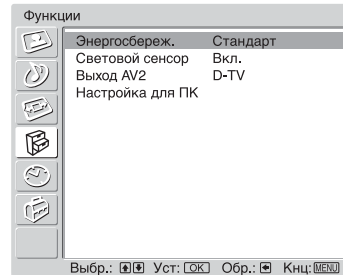 Функции
Энергосбереж. Стандарт
Световой сенсор Вкл.
Выход AV2 D-TV
Настройка для ПК
Выбр.: Уст: OK Обр.: Кнц: MENU